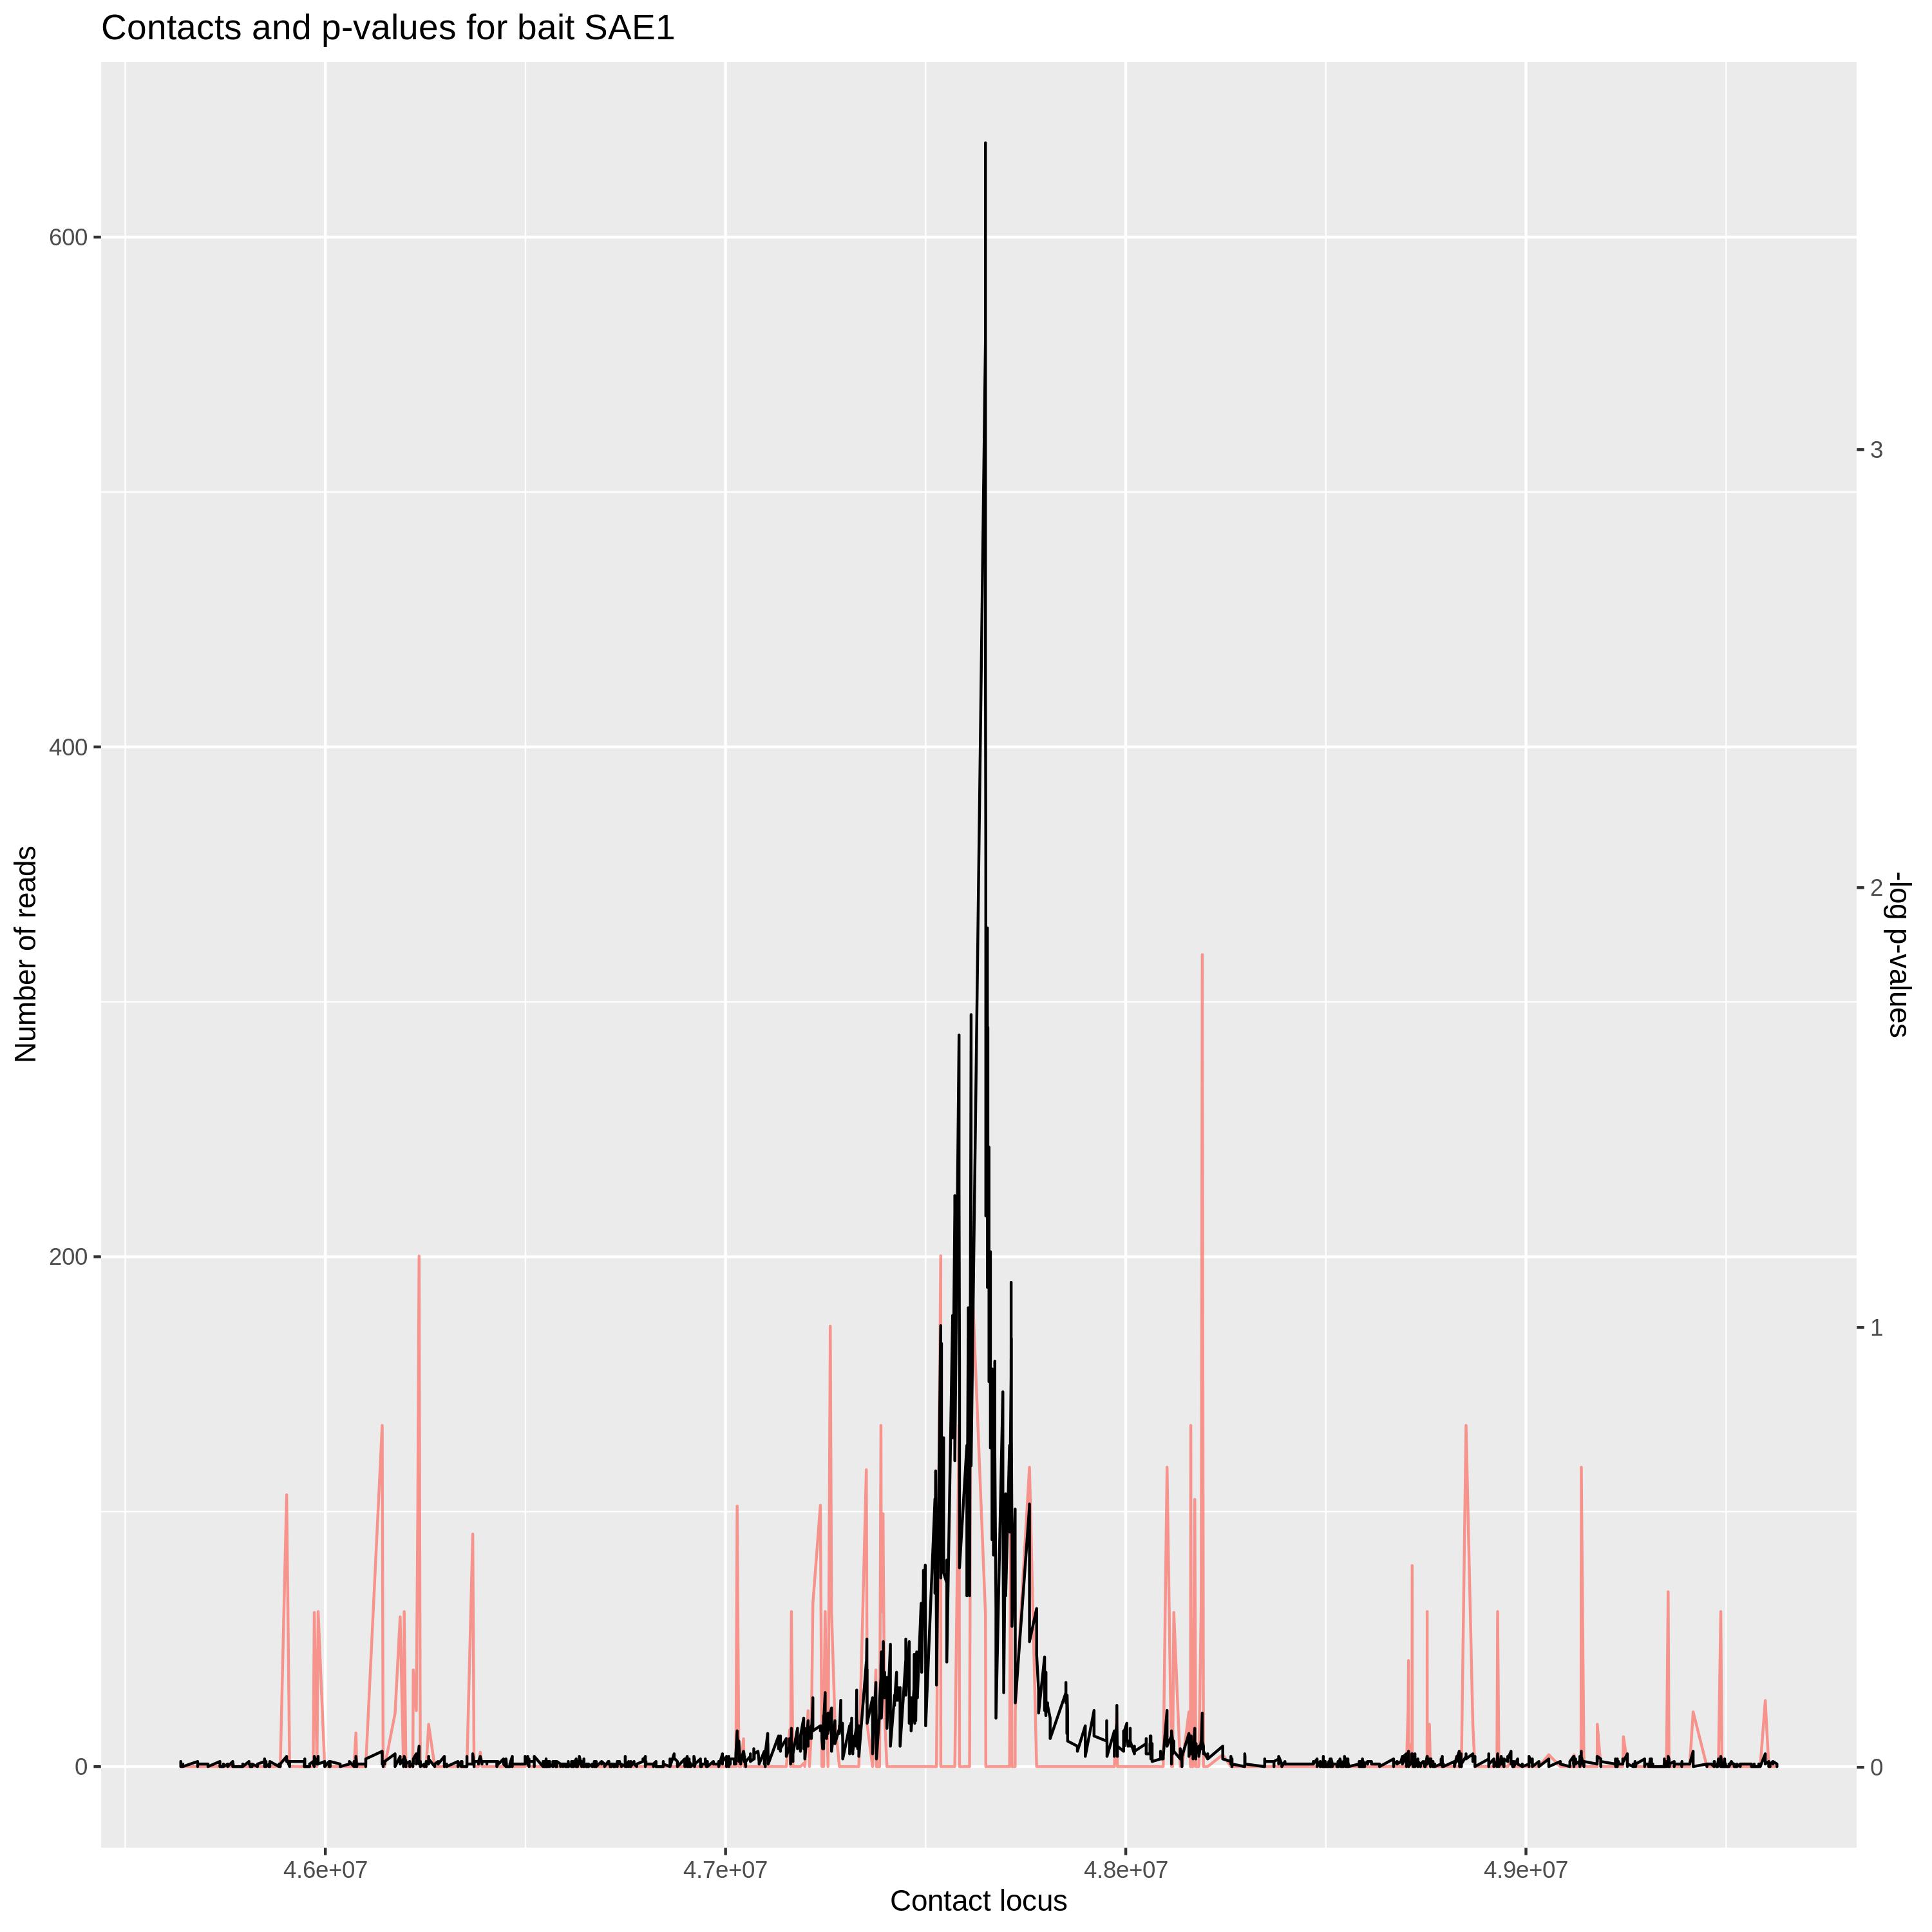 Contacts and p-values for bait SAE1
600
400
200
0
Number of reads
3
2
1
0
-log p-values
4.6e+07
4.7e+07
4.8e+07
4.9e+07
Contact locus